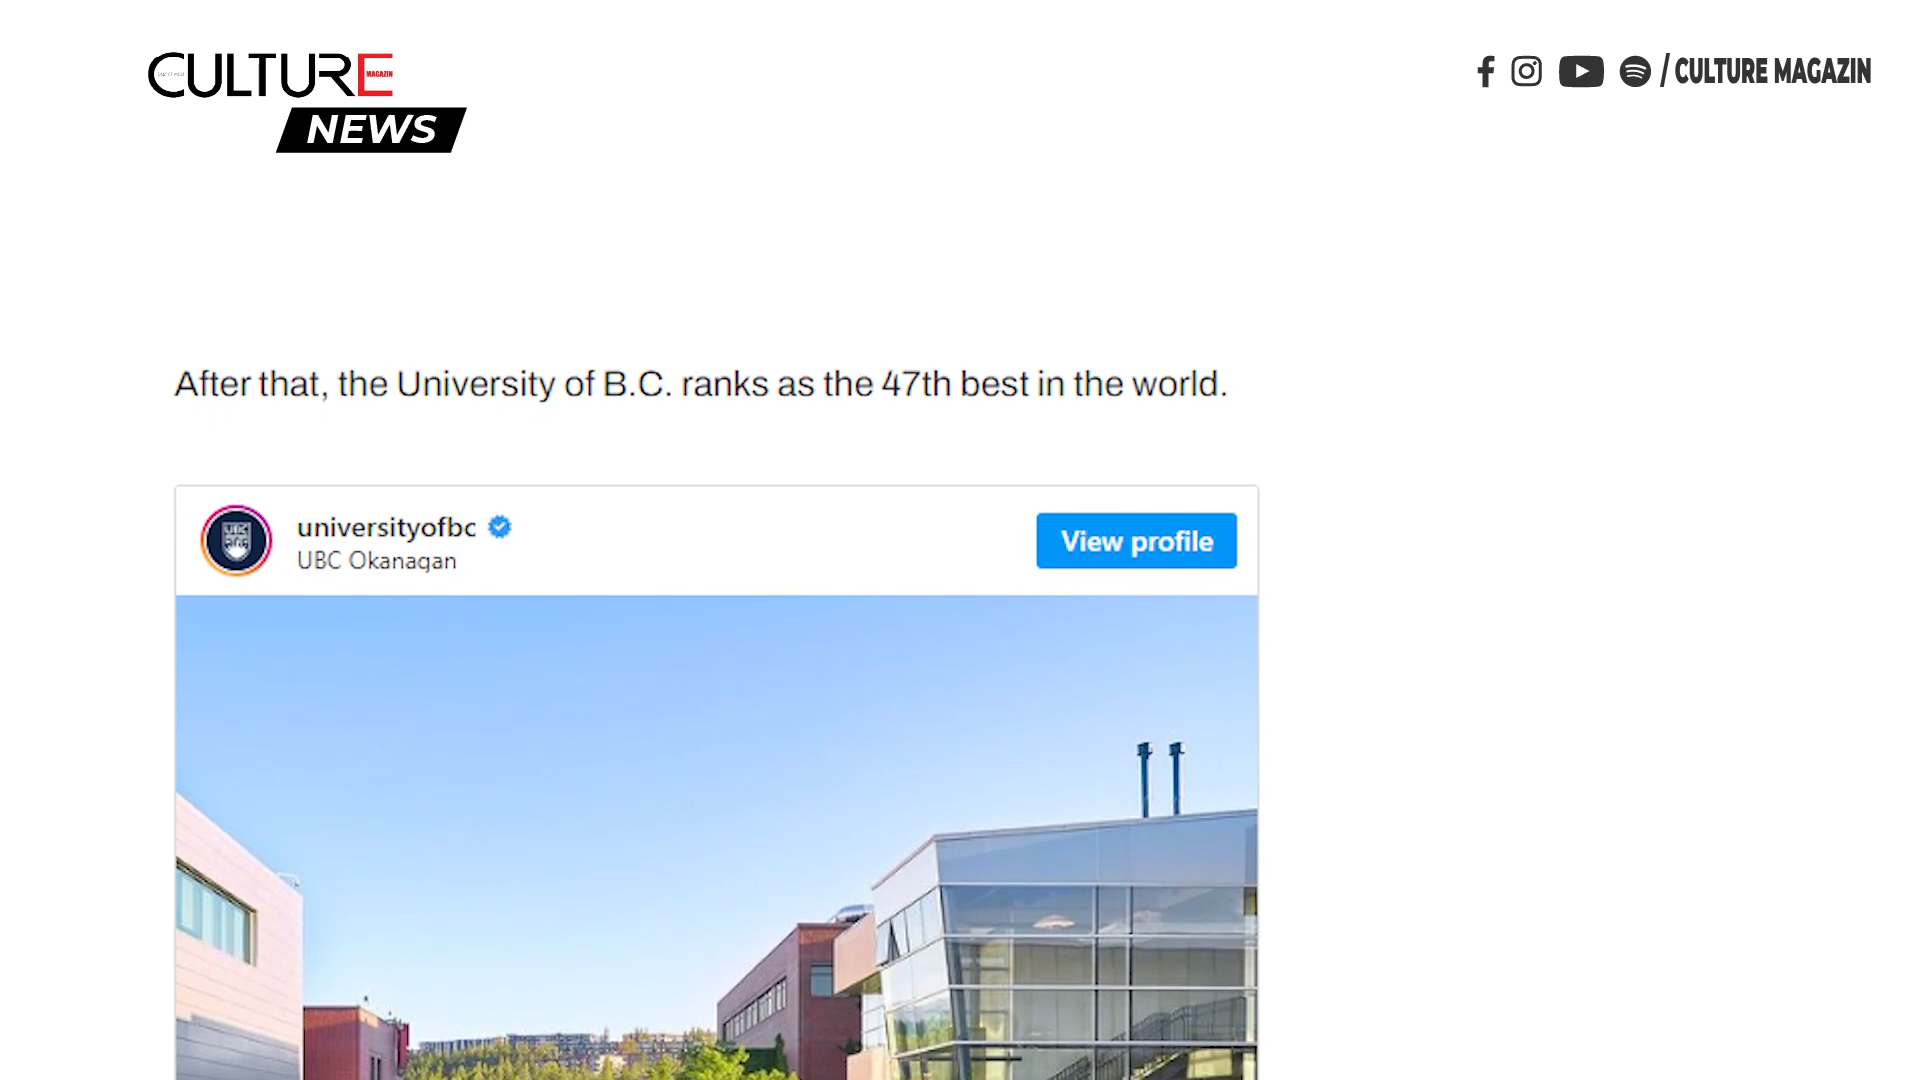 CULTURE
MAGAZIN
NEWS
/ CULTURE MAGAZIN
After that, the University of B.C. ranks as the 47th best in the world.
universityofbc
UBC Okanagan
View profile
UBC